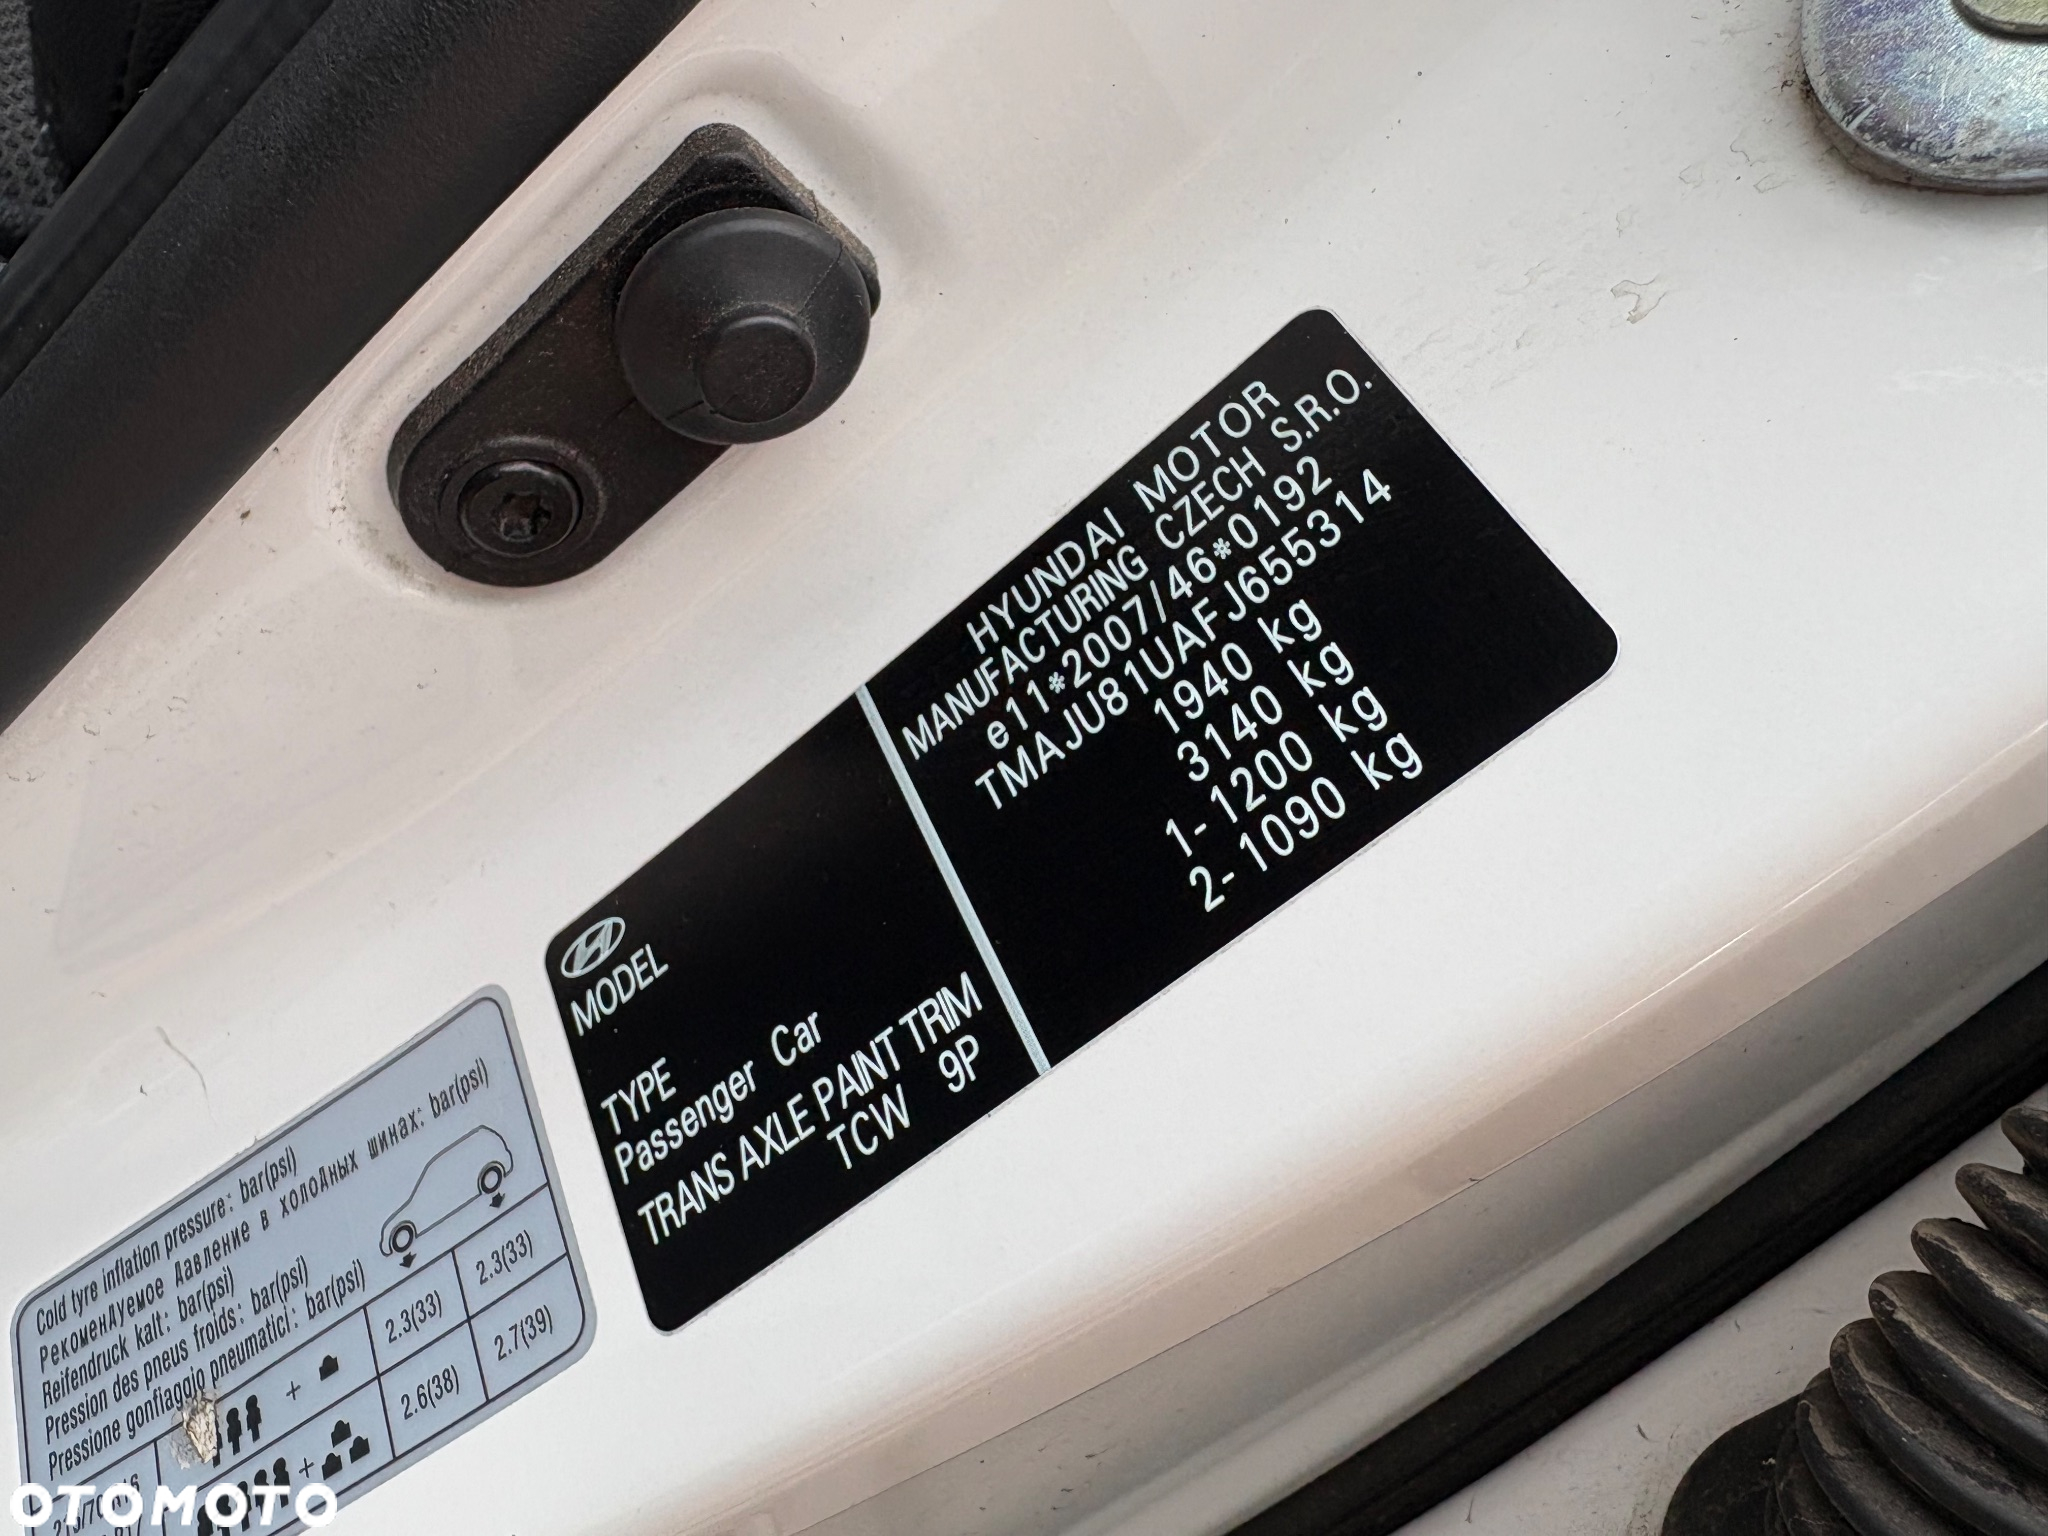 HYUNDAI MOTOR
MANUFACTURING CZECH S.R.O.
e11*2007/46*0192
TMAJU81UAFJ655314
1940 kg
3140 kg
1- 1200 kg
2- 1090 kg
MODEL
TYPE
Passenger Car
TRANS AXLE PAINT TRIM
TCW 9P
Cold tyre inflation pressure: bar(psi)
Рекомендуемое давление в холодных шинах: bar(psi)
Reifendruck kalt: bar(psi)
Pression des pneus froids: bar(psi)
Pressione gonfiaggio pneumatici: bar(psi)
+ 2.3(33) 2.3(33)
+ 2.6(38) 2.7(39)
OTOMOTO